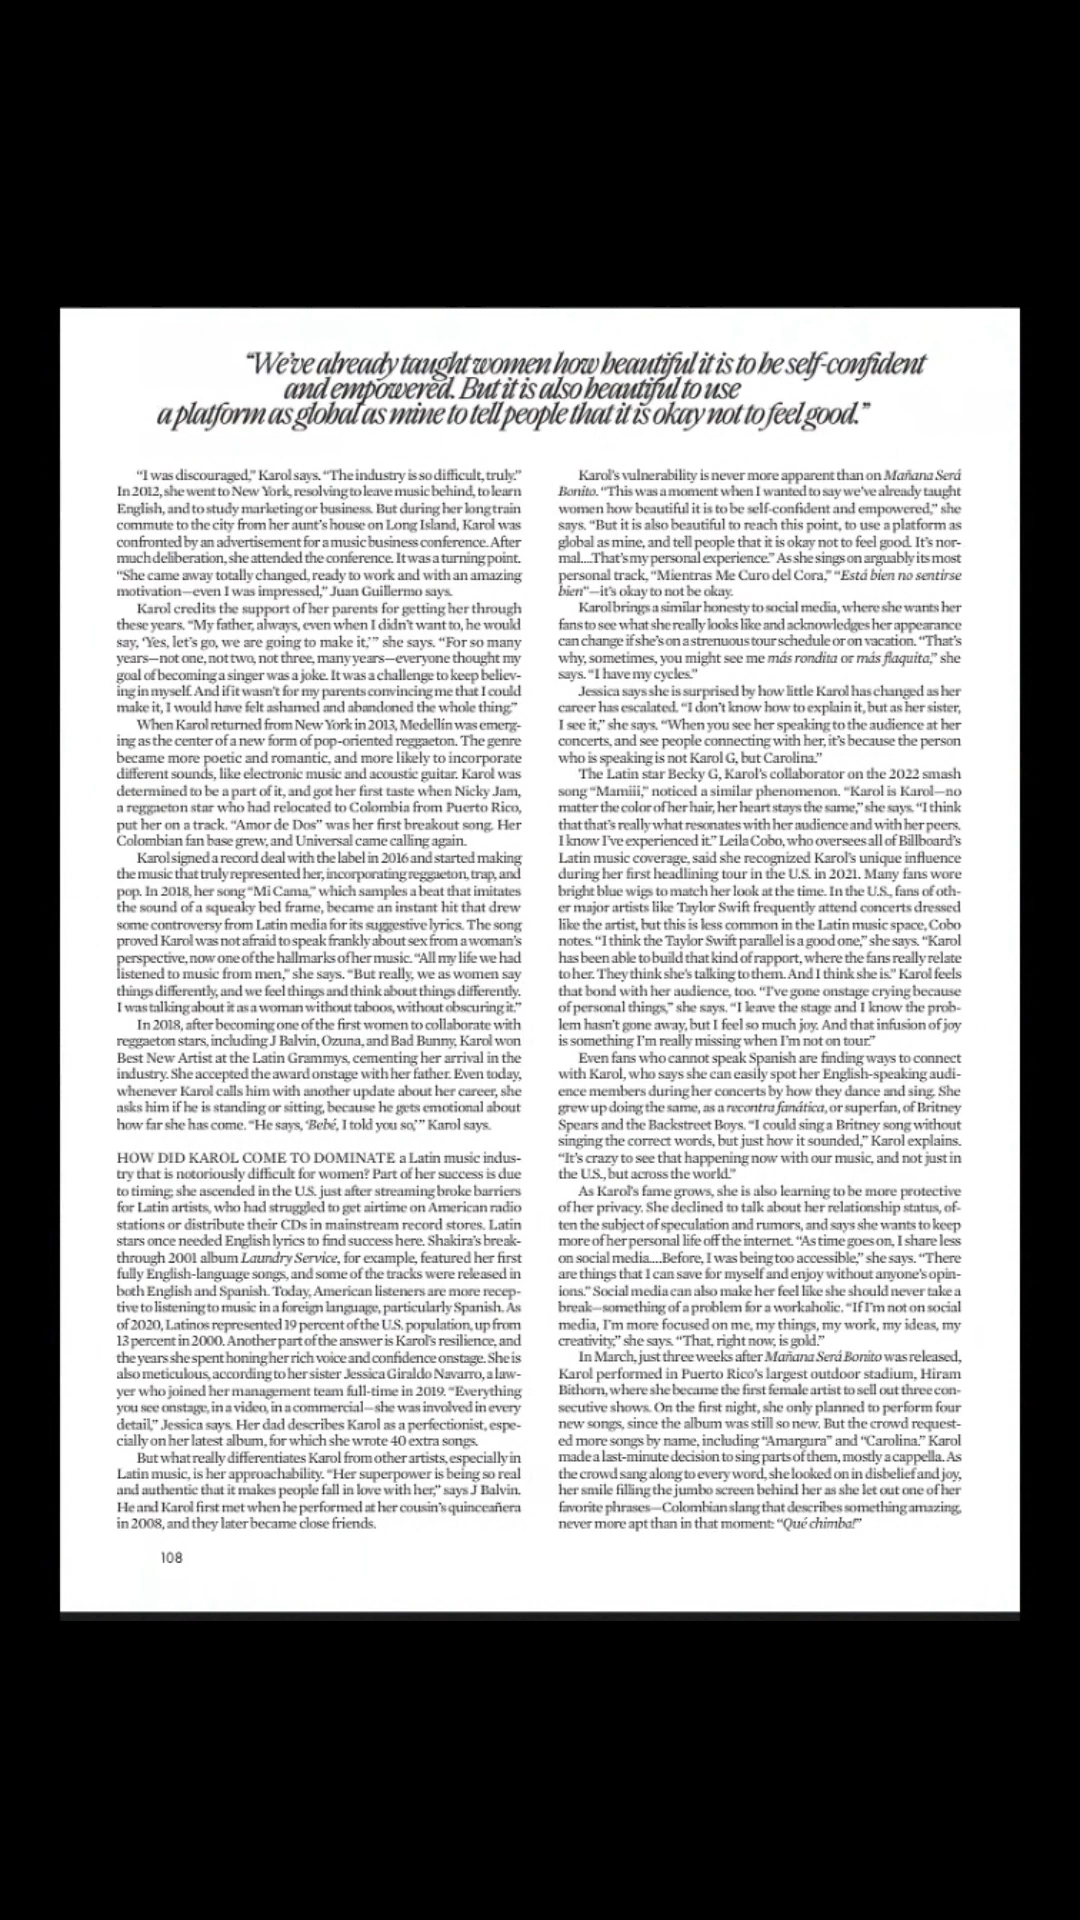 “We’ve already taught women how beautiful it is to be self-confident
and empowered. But it is also beautiful to use
a platform as global as mine to tell people that it is okay not to feel good.”
“I was discouraged,” Karol says. “The industry is so difficult, truly.”
In 2012, she went to New York, resolving to leave music behind, to learn
English, and to study marketing or business. But during her long train
commute to the city from her aunt’s house on Long Island, Karol was
confronted by an advertisement for a music business conference. After
much deliberation, she attended the conference. It was a turning point.
“She came away totally changed, ready to work and with an amazing
motivation—even I was impressed,” Juan Guillermo says.
Karol credits the support of her parents for getting her through
these years. “My father, always, even when I didn’t want to, he would
say, ‘Yes, let’s go, we are going to make it,’” she says. “For so many
years—not one, not two, not three, many years—everyone thought my
goal of becoming a singer was a joke. It was a challenge to keep believ-
ing in myself. And if it wasn’t for my parents convincing me that I could
make it, I would have felt ashamed and abandoned the whole thing.”
When Karol returned from New York in 2013, Medellín was emerg-
ing as the center of a new form of pop-oriented reggaeton. The genre
became more poetic and romantic, and more likely to incorporate
different sounds, like electronic music and acoustic guitar. Karol was
determined to be a part of it, and got her first taste when Nicky Jam,
a reggaeton star who had relocated to Colombia from Puerto Rico,
put her on a track. “Amor de Dos” was her first breakout song. Her
Colombian fan base grew, and Universal came calling again.
Karol signed a record deal with the label in 2016 and started making
the music that truly represented her, incorporating reggaeton, trap, and
pop. In 2018, her song “Mi Cama,” which samples a beat that imitates
the sound of a squeaky bed frame, became an instant hit that drew
some controversy from Latin media for its suggestive lyrics. The song
proved Karol was not afraid to speak frankly about sex from a woman’s
perspective, now one of the hallmarks of her music. “All my life we had
listened to music from men,” she says. “But really, we as women say
things differently, and we feel things and think about things differently.
I was talking about it as a woman without taboos, without obscuring it.”
In 2018, after becoming one of the first women to collaborate with
reggaeton stars, including J Balvin, Ozuna, and Bad Bunny, Karol won
Best New Artist at the Latin Grammys, cementing her arrival in the
industry. She accepted the award onstage with her father. Even today,
whenever Karol calls him with another update about her career, she
asks him if he is standing or sitting, because he gets emotional about
how far she has come. “He says, ‘Bebé, I told you so,’” Karol says.
HOW DID KAROL COME TO DOMINATE a Latin music indus-
try that is notoriously difficult for women? Part of her success is due
to timing; she ascended in the U.S. just after streaming broke barriers
for Latin artists, who had struggled to get airtime on American radio
stations or distribute their CDs in mainstream record stores. Latin
stars once needed English lyrics to find success here. Shakira’s break-
through 2001 album Laundry Service, for example, featured her first
fully English-language songs, and some of the tracks were released in
both English and Spanish. Today, American listeners are more recep-
tive to listening to music in a foreign language, particularly Spanish. As
of 2020, Latinos represented 19 percent of the U.S. population, up from
13 percent in 2000. Another part of the answer is Karol’s resilience, and
the years she spent honing her rich voice and confidence onstage. She is
also meticulous, according to her sister Jessica Giraldo Navarro, a law-
yer who joined her management team full-time in 2019. “Everything
you see onstage, in a video, in a commercial—she was involved in every
detail,” Jessica says. Her dad describes Karol as a perfectionist, espe-
cially on her latest album, for which she wrote 40 extra songs.
But what really differentiates Karol from other artists, especially in
Latin music, is her approachability. “Her superpower is being so real
and authentic that it makes people fall in love with her,” says J Balvin.
He and Karol first met when he performed at her cousin’s quinceañera
in 2008, and they later became close friends.
Karol’s vulnerability is never more apparent than on Mañana Será
Bonito. “This was a moment when I wanted to say we’ve already taught
women how beautiful it is to be self-confident and empowered,” she
says. “But it is also beautiful to reach this point, to use a platform as
global as mine, and tell people that it is okay not to feel good. It’s nor-
mal....That’s my personal experience.” As she sings on arguably its most
personal track, “Mientras Me Curo del Cora,” “Está bien no sentirse
bien”—it’s okay to not be okay.
Karol brings a similar honesty to social media, where she wants her
fans to see what she really looks like and acknowledges her appearance
can change if she’s on a strenuous tour schedule or on vacation. “That’s
why, sometimes, you might see me más rondita or más flaquita,” she
says. “I have my cycles.”
Jessica says she is surprised by how little Karol has changed as her
career has escalated. “I don’t know how to explain it, but as her sister,
I see it,” she says. “When you see her speaking to the audience at her
concerts, and see people connecting with her, it’s because the person
who is speaking is not Karol G, but Carolina.”
The Latin star Becky G, Karol’s collaborator on the 2022 smash
song “Mamiii,” noticed a similar phenomenon. “Karol is Karol—no
matter the color of her hair, her heart stays the same,” she says. “I think
that that’s really what resonates with her audience and with her peers.
I know I’ve experienced it.” Leila Cobo, who oversees all of Billboard’s
Latin music coverage, said she recognized Karol’s unique influence
during her first headlining tour in the U.S. in 2021. Many fans wore
bright blue wigs to match her look at the time. In the U.S., fans of oth-
er major artists like Taylor Swift frequently attend concerts dressed
like the artist, but this is less common in the Latin music space, Cobo
notes. “I think the Taylor Swift parallel is a good one,” she says. “Karol
has been able to build that kind of rapport, where the fans really relate
to her. They think she’s talking to them. And I think she is.” Karol feels
that bond with her audience, too. “I’ve gone onstage crying because
of personal things,” she says. “I leave the stage and I know the prob-
lem hasn’t gone away, but I feel so much joy. And that infusion of joy
is something I’m really missing when I’m not on tour.”
Even fans who cannot speak Spanish are finding ways to connect
with Karol, who says she can easily spot her English-speaking audi-
ence members during her concerts by how they dance and sing. She
grew up doing the same, as a recontra fanática, or superfan, of Britney
Spears and the Backstreet Boys. “I could sing a Britney song without
singing the correct words, but just how it sounded,” Karol explains.
“It’s crazy to see that happening now with our music, and not just in
the U.S., but across the world.”
As Karol’s fame grows, she is also learning to be more protective
of her privacy. She declined to talk about her relationship status, of-
ten the subject of speculation and rumors, and says she wants to keep
more of her personal life off the internet. “As time goes on, I share less
on social media....Before, I was being too accessible,” she says. “There
are things that I can save for myself and enjoy without anyone’s opin-
ions.” Social media can also make her feel like she should never take a
break—something of a problem for a workaholic. “If I’m not on social
media, I’m more focused on me, my things, my work, my ideas, my
creativity,” she says. “That, right now, is gold.”
In March, just three weeks after Mañana Será Bonito was released,
Karol performed in Puerto Rico’s largest outdoor stadium, Hiram
Bithorn, where she became the first female artist to sell out three con-
secutive shows. On the first night, she only planned to perform four
new songs, since the album was still so new. But the crowd request-
ed more songs by name, including “Amargura” and “Carolina.” Karol
made a last-minute decision to sing parts of them, mostly a cappella. As
the crowd sang along to every word, she looked on in disbelief and joy,
her smile filling the jumbo screen behind her as she let out one of her
favorite phrases—Colombian slang that describes something amazing,
never more apt than in that moment: “Qué chimba!”
108